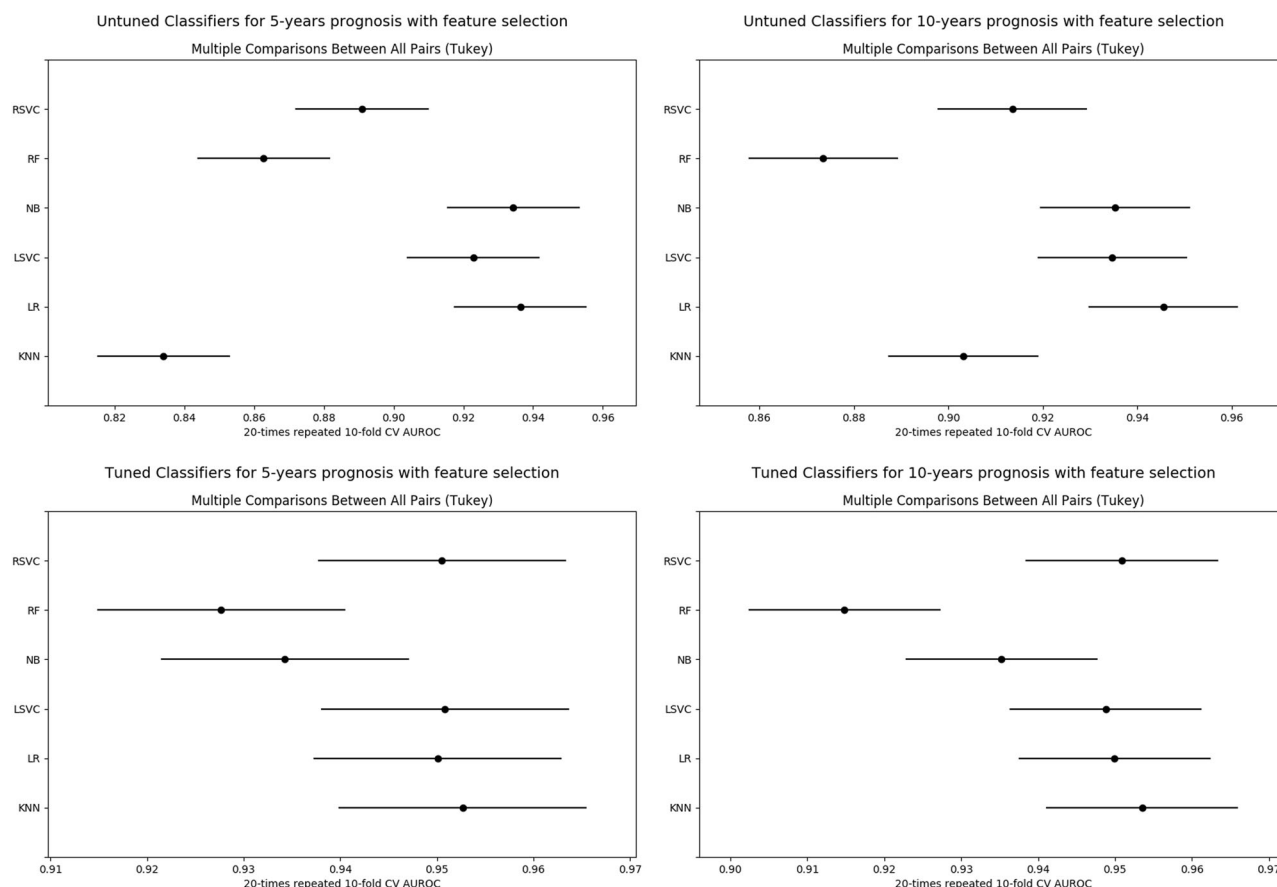 Untuned Classifiers for 5-years prognosis with feature selection
Multiple Comparisons Between All Pairs (Tukey)
RSVC
RF
NB
LSVC
LR
KNN
0.82 0.84 0.86 0.88 0.90 0.92 0.94 0.96
20-times repeated 10-fold CV AUROC
Untuned Classifiers for 10-years prognosis with feature selection
Multiple Comparisons Between All Pairs (Tukey)
RSVC
RF
NB
LSVC
LR
KNN
0.86 0.88 0.90 0.92 0.94 0.96
20-times repeated 10-fold CV AUROC
Tuned Classifiers for 5-years prognosis with feature selection
Multiple Comparisons Between All Pairs (Tukey)
RSVC
RF
NB
LSVC
LR
KNN
0.91 0.92 0.93 0.94 0.95 0.96 0.97
20-times repeated 10-fold CV AUROC
Tuned Classifiers for 10-years prognosis with feature selection
Multiple Comparisons Between All Pairs (Tukey)
RSVC
RF
NB
LSVC
LR
KNN
0.90 0.91 0.92 0.93 0.94 0.95 0.96 0.97
20-times repeated 10-fold CV AUROC